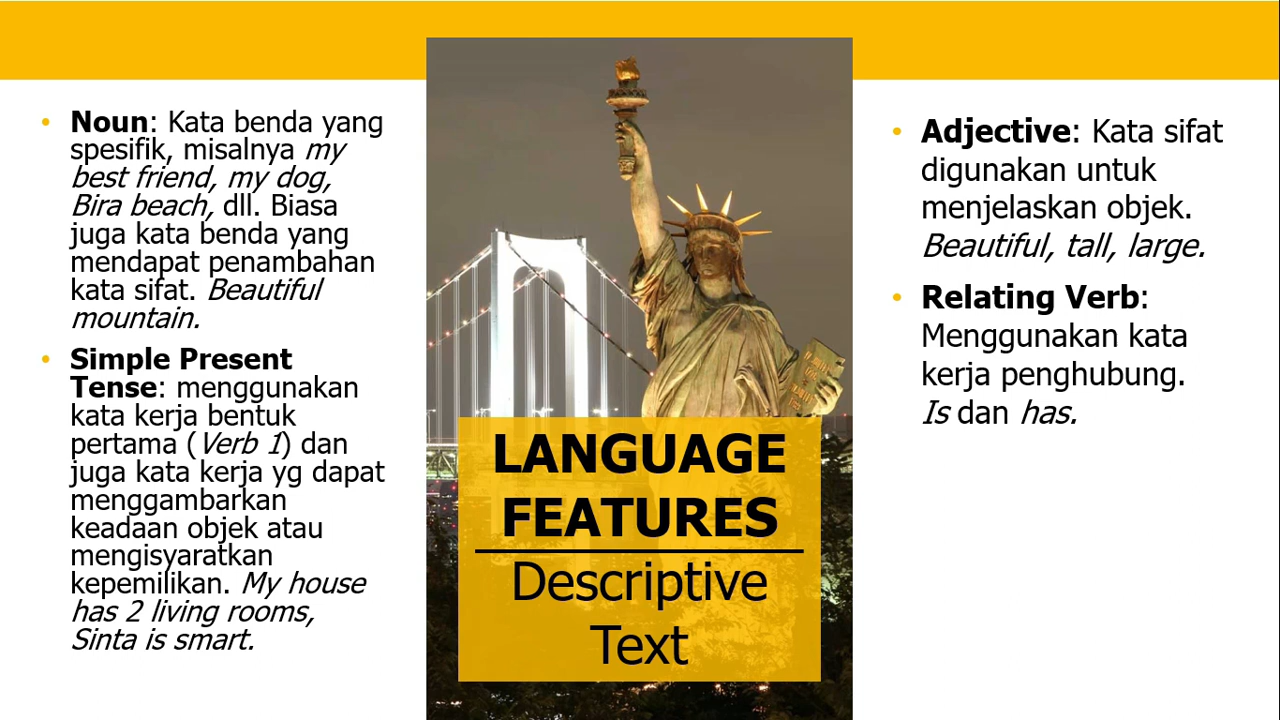 • Noun: Kata benda yang
spesifik, misalnya my
best friend, my dog,
Bira beach, dll. Biasa
juga kata benda yang
mendapat penambahan
kata sifat. Beautiful
mountain.
• Simple Present
Tense: menggunakan
kata kerja bentuk
pertama (Verb 1) dan
juga kata kerja yg dapat
menggambarkan
keadaan objek atau
mengisyaratkan
kepemilikan. My house
has 2 living rooms,
Sinta is smart.
LANGUAGE
FEATURES
Descriptive
Text
• Adjective: Kata sifat
digunakan untuk
menjelaskan objek.
Beautiful, tall, large.
• Relating Verb:
Menggunakan kata
kerja penghubung.
Is dan has.